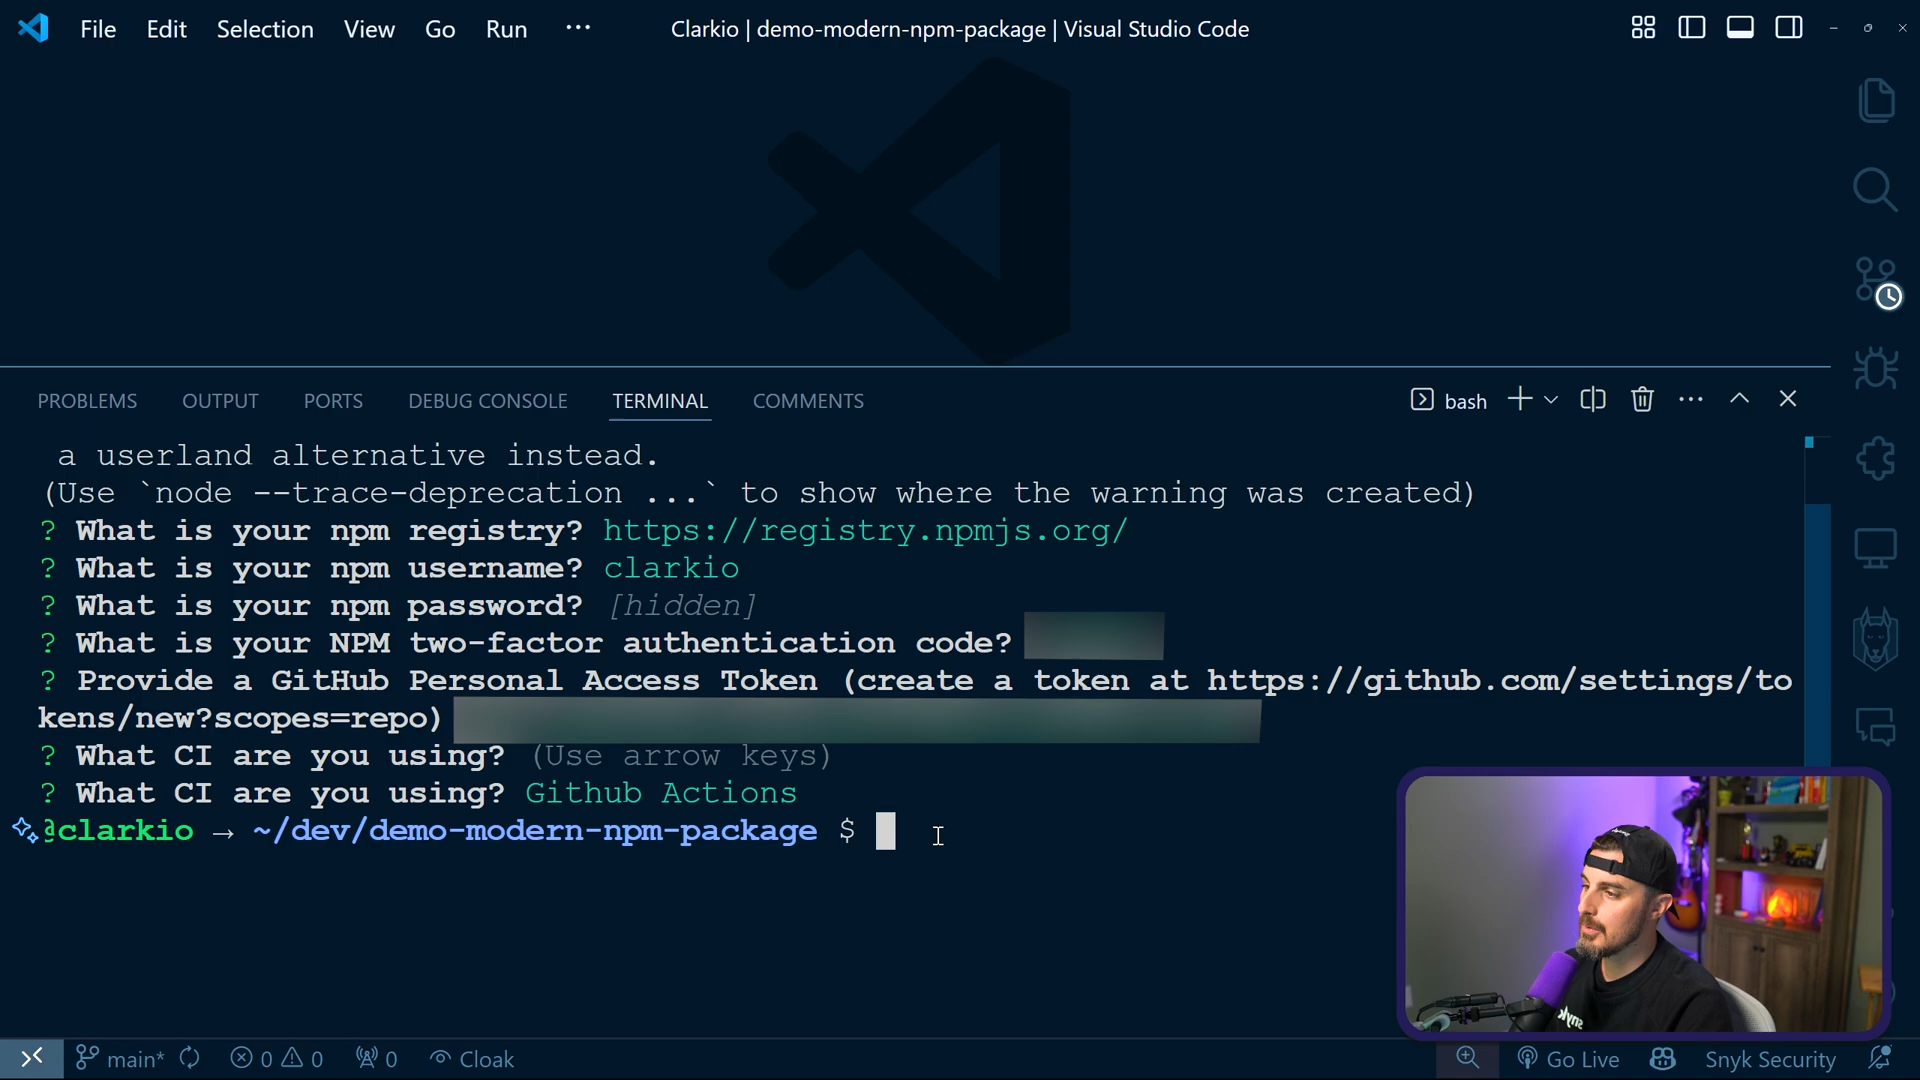 File Edit Selection View Go Run ···
Clarkio | demo-modern-npm-package | Visual Studio Code
PROBLEMS OUTPUT PORTS DEBUG CONSOLE TERMINAL COMMENTS
bash
a userland alternative instead.
(Use `node --trace-deprecation ...` to show where the warning was created)
? What is your npm registry? https://registry.npmjs.org/
? What is your npm username? clarkio
? What is your npm password? [hidden]
? What is your NPM two-factor authentication code?
? Provide a GitHub Personal Access Token (create a token at https://github.com/settings/to
kens/new?scopes=repo)
? What CI are you using? (Use arrow keys)
? What CI are you using? Github Actions
@clarkio → ~/dev/demo-modern-npm-package $
main* 0 0 0 Cloak
Go Live Snyk Security
snyk